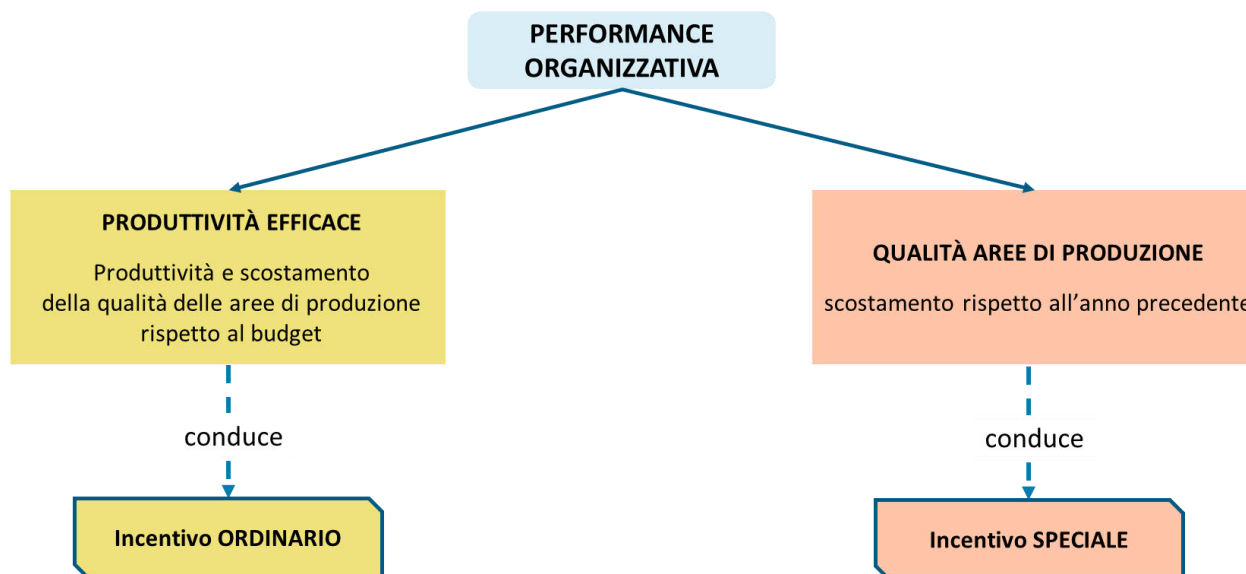 PERFORMANCE
ORGANIZZATIVA
PRODUTTIVITÀ EFFICACE
Produttività e scostamento
della qualità delle aree di produzione
rispetto al budget
QUALITÀ AREE DI PRODUZIONE
scostamento rispetto all’anno precedente
conduce
conduce
Incentivo ORDINARIO
Incentivo SPECIALE